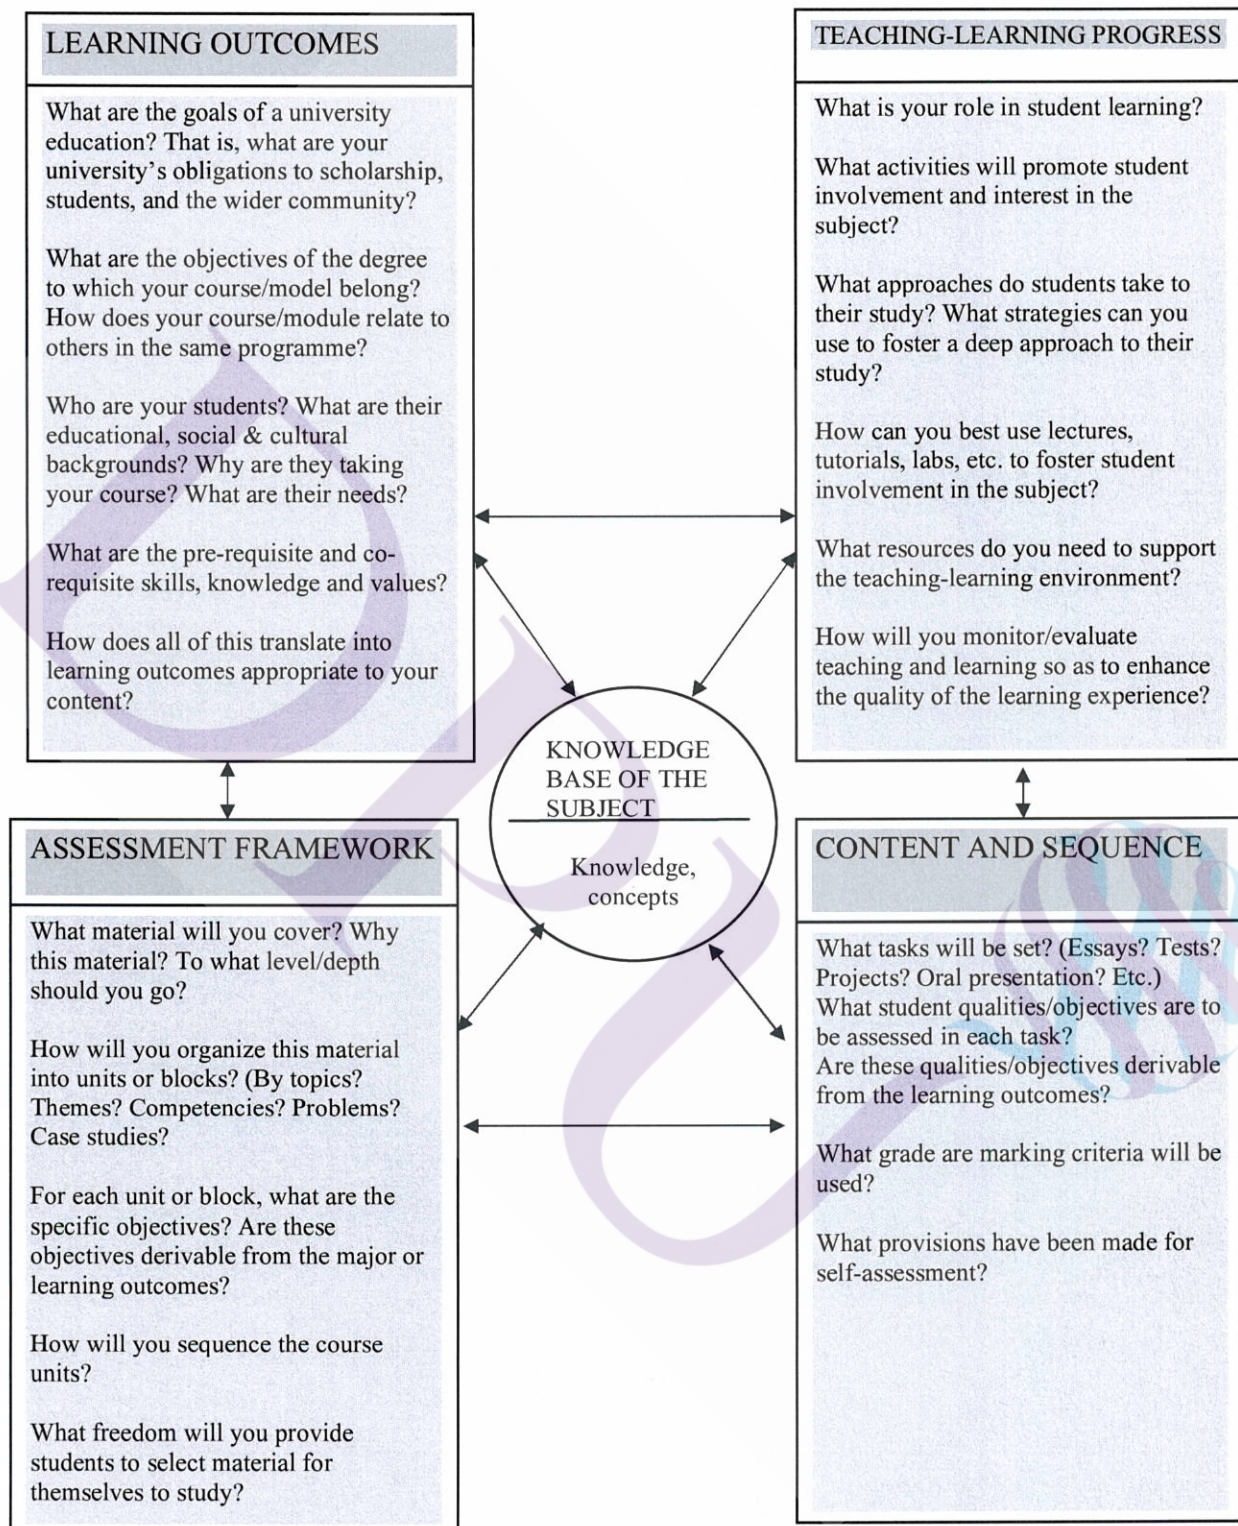 LEARNING OUTCOMES
What are the goals of a university
education? That is, what are your
university's obligations to scholarship,
students, and the wider community?
What are the objectives of the degree
to which your course/model belong?
How does your course/module relate to
others in the same programme?
Who are your students? What are their
educational, social & cultural
backgrounds? Why are they taking
your course? What are their needs?
What are the pre-requisite and co-
requisite skills, knowledge and values?
How does all of this translate into
learning outcomes appropriate to your
content?
TEACHING-LEARNING PROGRESS
What is your role in student learning?
What activities will promote student
involvement and interest in the
subject?
What approaches do students take to
their study? What strategies can you
use to foster a deep approach to their
study?
How can you best use lectures,
tutorials, labs, etc. to foster student
involvement in the subject?
What resources do you need to support
the teaching-learning environment?
How will you monitor/evaluate
teaching and learning so as to enhance
the quality of the learning experience?
KNOWLEDGE
BASE OF THE
SUBJECT
Knowledge,
concepts
ASSESSMENT FRAMEWORK
What material will you cover? Why
this material? To what level/depth
should you go?
How will you organize this material
into units or blocks? (By topics?
Themes? Competencies? Problems?
Case studies?
For each unit or block, what are the
specific objectives? Are these
objectives derivable from the major or
learning outcomes?
How will you sequence the course
units?
What freedom will you provide
students to select material for
themselves to study?
CONTENT AND SEQUENCE
What tasks will be set? (Essays? Tests?
Projects? Oral presentation? Etc.)
What student qualities/objectives are to
be assessed in each task?
Are these qualities/objectives derivable
from the learning outcomes?
What grade are marking criteria will be
used?
What provisions have been made for
self-assessment?
DPU